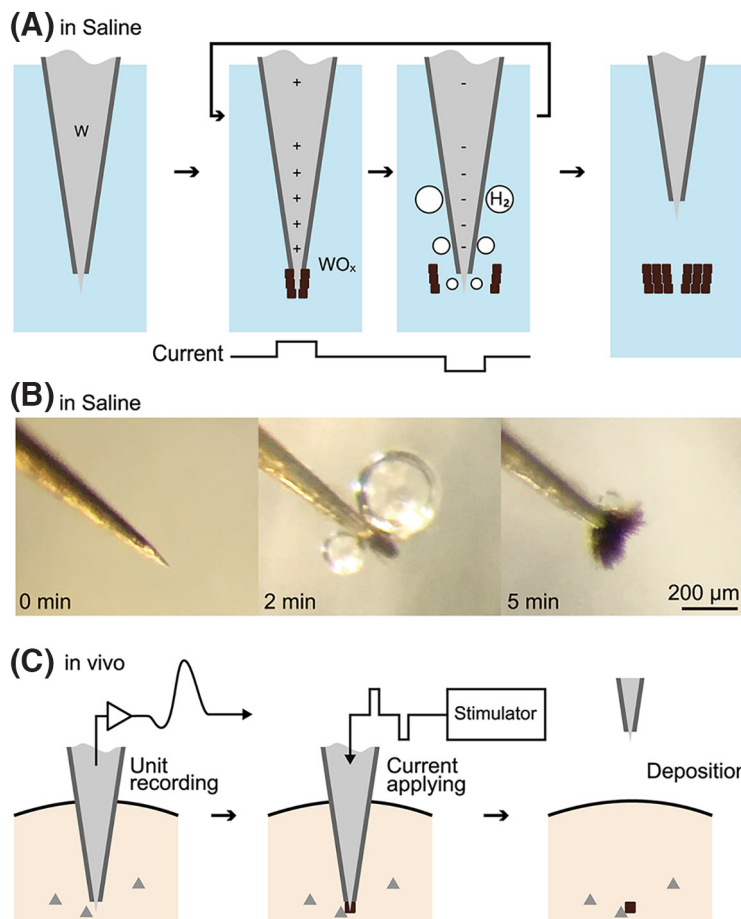 (A) in Saline
W
+
+
+
+
+
+
WOₓ
-
-
-
-
-
-
H₂
Current
(B) in Saline
0 min
2 min
5 min
200 µm
(C) in vivo
Unit
recording
Stimulator
Current
applying
Deposition